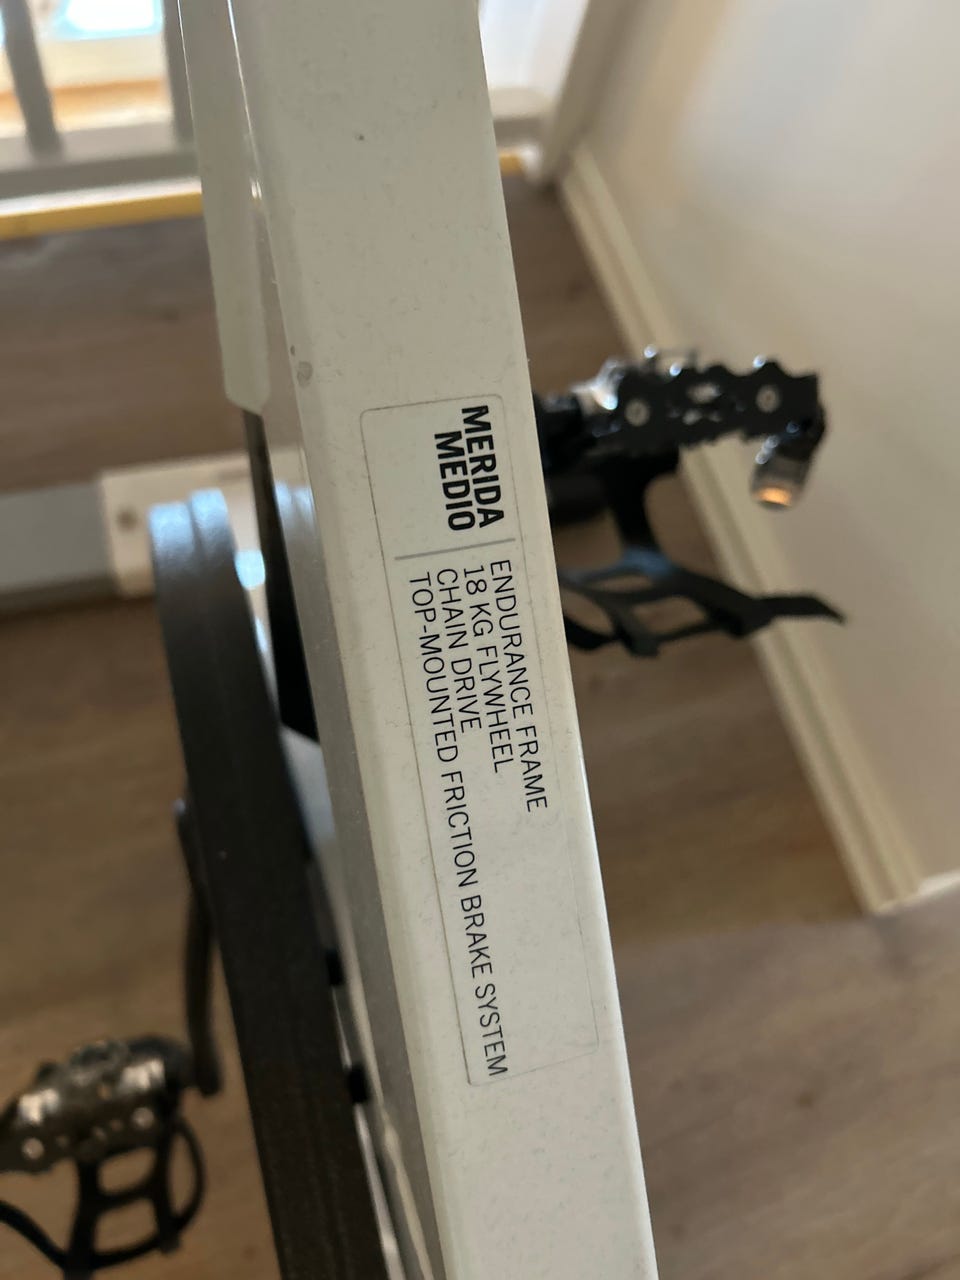 MERIDA
MEDIO
ENDURANCE FRAME
18 KG FLYWHEEL
CHAIN DRIVE
TOP-MOUNTED FRICTION BRAKE SYSTEM